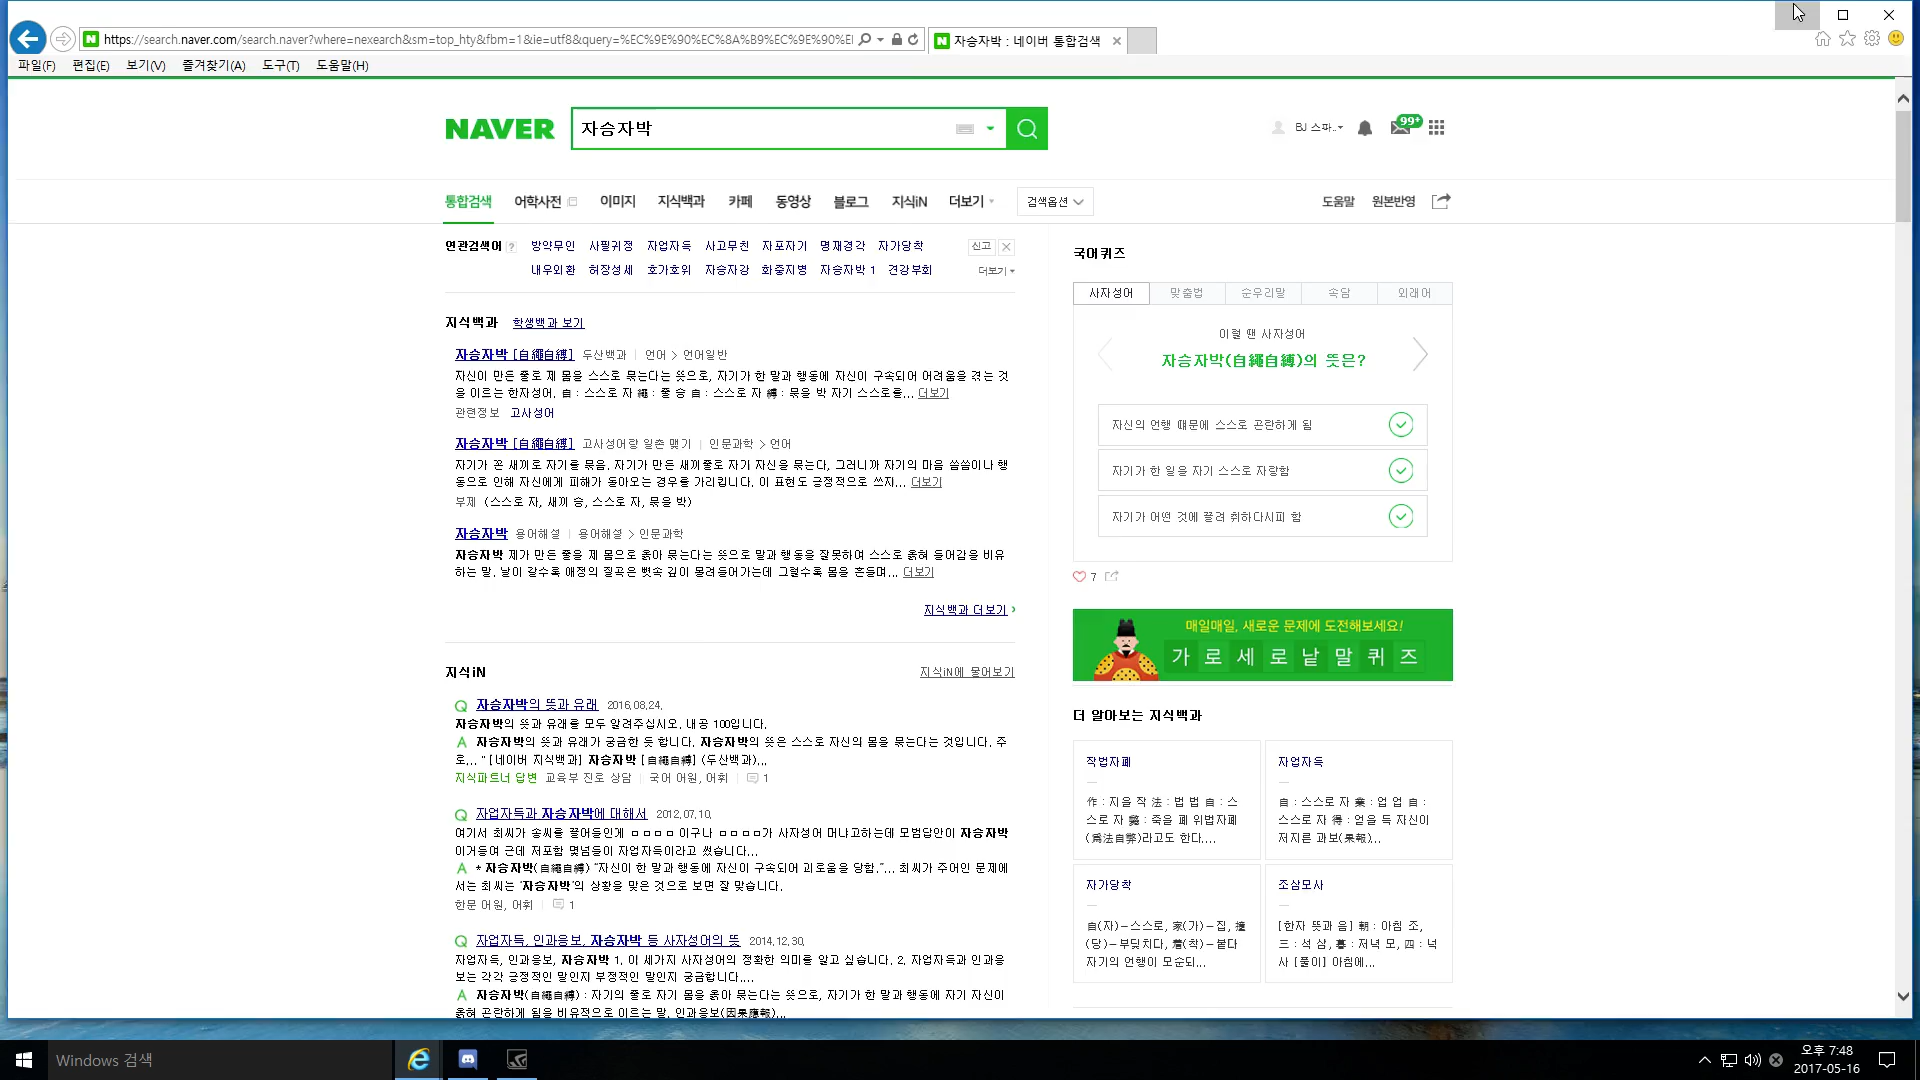 https://search.naver.com/search.naver?where=nexearch&sm=top_hty&fbm=1&ie=utf8&query=%EC%9E%90%EC%8A%B9%EC%9E%90%EI
자승자박 : 네이버 통합검색
파일(F) 편집(E) 보기(V) 즐겨찾기(A) 도구(T) 도움말(H)
NAVER 자승자박
BJ 스파.. 99+
통합검색 어학사전 이미지 지식백과 카페 동영상 블로그 지식iN 더보기 검색옵션 도움말 원본반영
연관검색어 ? 방약무인 사필귀정 자업자득 사고무친 자포자기 명재경각 자가당착 신고
내우외환 허장성세 호가호위 자승자강 화중지병 자승자박 1 견강부회 더보기
지식백과 학생백과 보기
자승자박 [自繩自縛] 두산백과 | 언어 > 언어일반
자신이 만든 줄로 제 몸을 스스로 묶는다는 뜻으로, 자기가 한 말과 행동에 자신이 구속되어 어려움을 겪는 것
을 이르는 한자성어. 自 : 스스로 자 繩 : 줄 승 自 : 스스로 자 縛 : 묶을 박 자기 스스로를... 더보기
관련정보 고사성어
자승자박 [自繩自縛] 고사성어랑 일촌 맺기 | 인문과학 > 언어
자기가 꼰 새끼로 자기를 묶음. 자기가 만든 새끼줄로 자기 자신을 묶는다, 그러니까 자기의 마음 씀씀이나 행
동으로 인해 자신에게 피해가 돌아오는 경우를 가리킵니다. 이 표현도 긍정적으로 쓰지... 더보기
부제 (스스로 자, 새끼 승, 스스로 자, 묶을 박)
자승자박 용어해설 | 용어해설 > 인문과학
자승자박 제가 만든 줄을 제 몸으로 옭아 묶는다는 뜻으로 말과 행동을 잘못하여 스스로 옭혀 들어감을 비유
하는 말. 날이 갈수록 애정의 질곡은 뼛속 깊이 몰려들어가는데 그럴수록 몸을 흔들며... 더보기
지식백과 더보기
지식iN 지식iN에 물어보기
Q 자승자박의 뜻과 유래 2016.08.24.
자승자박의 뜻과 유래를 모두 알려주십시오. 내공 100입니다.
A 자승자박의 뜻과 유래가 궁금한 듯 합니다. 자승자박의 뜻은 스스로 자신의 몸을 묶는다는 것입니다. 주
로... " [네이버 지식백과] 자승자박 [自繩自縛] (두산백과)...
지식파트너 답변 교육부 진로 상담 | 국어 어원, 어휘 | 1
Q 자업자득과 자승자박에 대해서 2012.07.10.
여기서 최씨가 송씨를 끌어들인게 ㅁㅁㅁㅁ 이구나 ㅁㅁㅁㅁ가 사자성어 머냐고하는데 모범답안이 자승자박
이거등여 근데 저포함 몇넘들이 자업자득이라고 썼습니다...
A * 자승자박(自繩自縛) “자신이 한 말과 행동에 자신이 구속되어 괴로움을 당함.”... 최씨가 주어인 문제에
서는 최씨는 '자승자박'의 상황을 맞은 것으로 보면 잘 맞습니다.
한문 어원, 어휘 | 1
Q 자업자득, 인과응보, 자승자박 등 사자성어의 뜻 2014.12.30.
자업자득, 인과응보, 자승자박 1. 이 세가지 사자성어의 정확한 의미를 알고 싶습니다. 2. 자업자득과 인과응
보는 각각 긍정적인 말인지 부정적인 말인지 궁금합니다....
A 자승자박(自繩自縛) : 자기의 줄로 자기 몸을 옭아 묶는다는 뜻으로, 자기가 한 말과 행동에 자기 자신이
옭혀 곤란하게 됨을 비유적으로 이르는 말. 인과응보(因果應報)...
국어퀴즈
사자성어 맞춤법 순우리말 속담 외래어
이럴 땐 사자성어
자승자박(自繩自縛)의 뜻은?
자신의 언행 때문에 스스로 곤란하게 됨
자기가 한 일을 자기 스스로 자랑함
자기가 어떤 것에 끌려 취하다시피 함
7
매일매일, 새로운 문제에 도전해보세요!
가로세로 낱말퀴즈
더 알아보는 지식백과
작법자폐
作 : 지을 작 法 : 법 법 自 : 스
스로 자 斃 : 죽을 폐 위법자폐
(爲法自弊)라고도 한다....
자업자득
自 : 스스로 자 業 : 업 업 自 :
스스로 자 得 : 얻을 득 자신이
저지른 과보(果報)...
자가당착
自(자)-스스로, 家(가)-집, 撞
(당)-부딪치다, 着(착)-붙다
자기의 언행이 모순되...
조삼모사
[한자 뜻과 음] 朝 : 아침 조,
三 : 석 삼, 暮 : 저녁 모, 四 : 넉
사 [풀이] 아침에...
Windows 검색
오후 7:48
2017-05-16